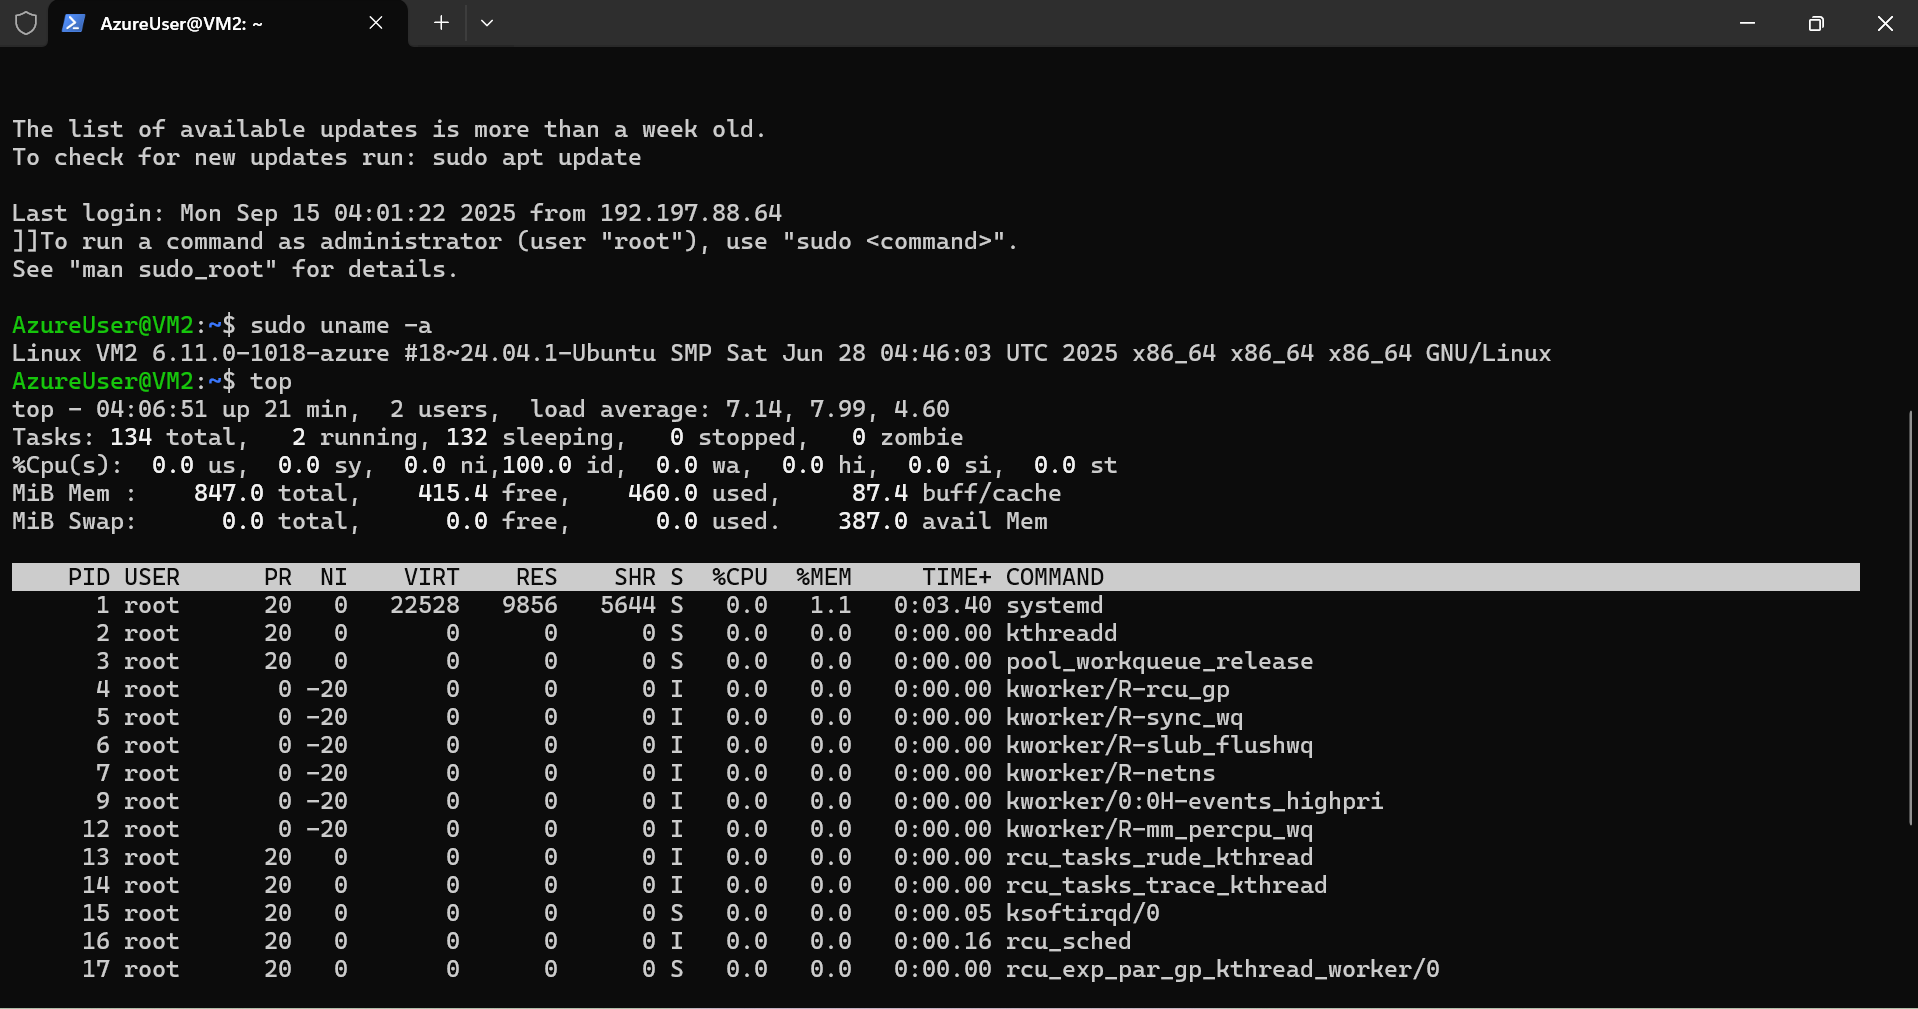 AzureUser@VM2: ~
The list of available updates is more than a week old.
To check for new updates run: sudo apt update
Last login: Mon Sep 15 04:01:22 2025 from 192.197.88.64
]]To run a command as administrator (user "root"), use "sudo <command>".
See "man sudo_root" for details.
AzureUser@VM2:~$ sudo uname -a
Linux VM2 6.11.0-1018-azure #18~24.04.1-Ubuntu SMP Sat Jun 28 04:46:03 UTC 2025 x86_64 x86_64 x86_64 GNU/Linux
AzureUser@VM2:~$ top
top - 04:06:51 up 21 min,  2 users,  load average: 7.14, 7.99, 4.60
Tasks: 134 total,   2 running, 132 sleeping,   0 stopped,   0 zombie
%Cpu(s):  0.0 us,  0.0 sy,  0.0 ni,100.0 id,  0.0 wa,  0.0 hi,  0.0 si,  0.0 st
MiB Mem :    847.0 total,    415.4 free,    460.0 used,     87.4 buff/cache
MiB Swap:      0.0 total,      0.0 free,      0.0 used.    387.0 avail Mem
    PID USER      PR  NI    VIRT    RES    SHR S  %CPU  %MEM     TIME+ COMMAND
      1 root      20   0   22528   9856   5644 S   0.0   1.1   0:03.40 systemd
      2 root      20   0       0      0      0 S   0.0   0.0   0:00.00 kthreadd
      3 root      20   0       0      0      0 S   0.0   0.0   0:00.00 pool_workqueue_release
      4 root       0 -20       0      0      0 I   0.0   0.0   0:00.00 kworker/R-rcu_gp
      5 root       0 -20       0      0      0 I   0.0   0.0   0:00.00 kworker/R-sync_wq
      6 root       0 -20       0      0      0 I   0.0   0.0   0:00.00 kworker/R-slub_flushwq
      7 root       0 -20       0      0      0 I   0.0   0.0   0:00.00 kworker/R-netns
      9 root       0 -20       0      0      0 I   0.0   0.0   0:00.00 kworker/0:0H-events_highpri
     12 root       0 -20       0      0      0 I   0.0   0.0   0:00.00 kworker/R-mm_percpu_wq
     13 root      20   0       0      0      0 I   0.0   0.0   0:00.00 rcu_tasks_rude_kthread
     14 root      20   0       0      0      0 I   0.0   0.0   0:00.00 rcu_tasks_trace_kthread
     15 root      20   0       0      0      0 S   0.0   0.0   0:00.05 ksoftirqd/0
     16 root      20   0       0      0      0 I   0.0   0.0   0:00.16 rcu_sched
     17 root      20   0       0      0      0 S   0.0   0.0   0:00.00 rcu_exp_par_gp_kthread_worker/0